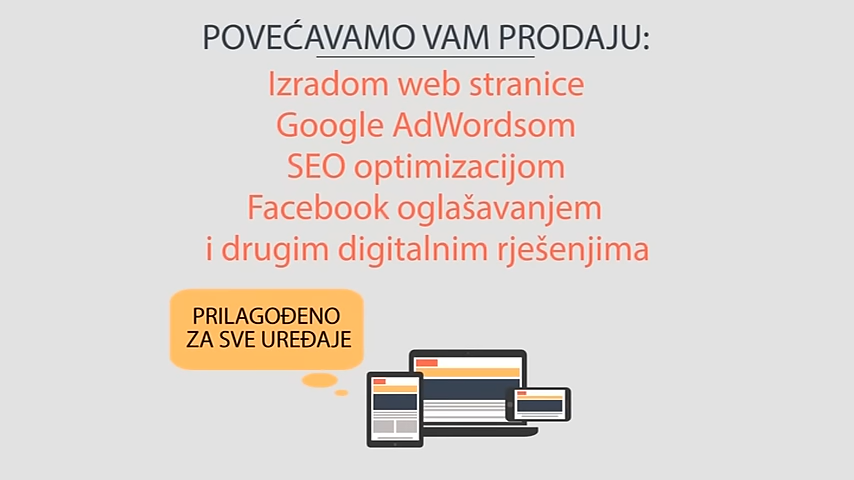 POVEĆAVAMO VAM PRODAJU:
Izradom web stranice
Google AdWordsom
SEO optimizacijom
Facebook oglašavanjem
i drugim digitalnim rješenjima
PRILAGOĐENO
ZA SVE UREĐAJE